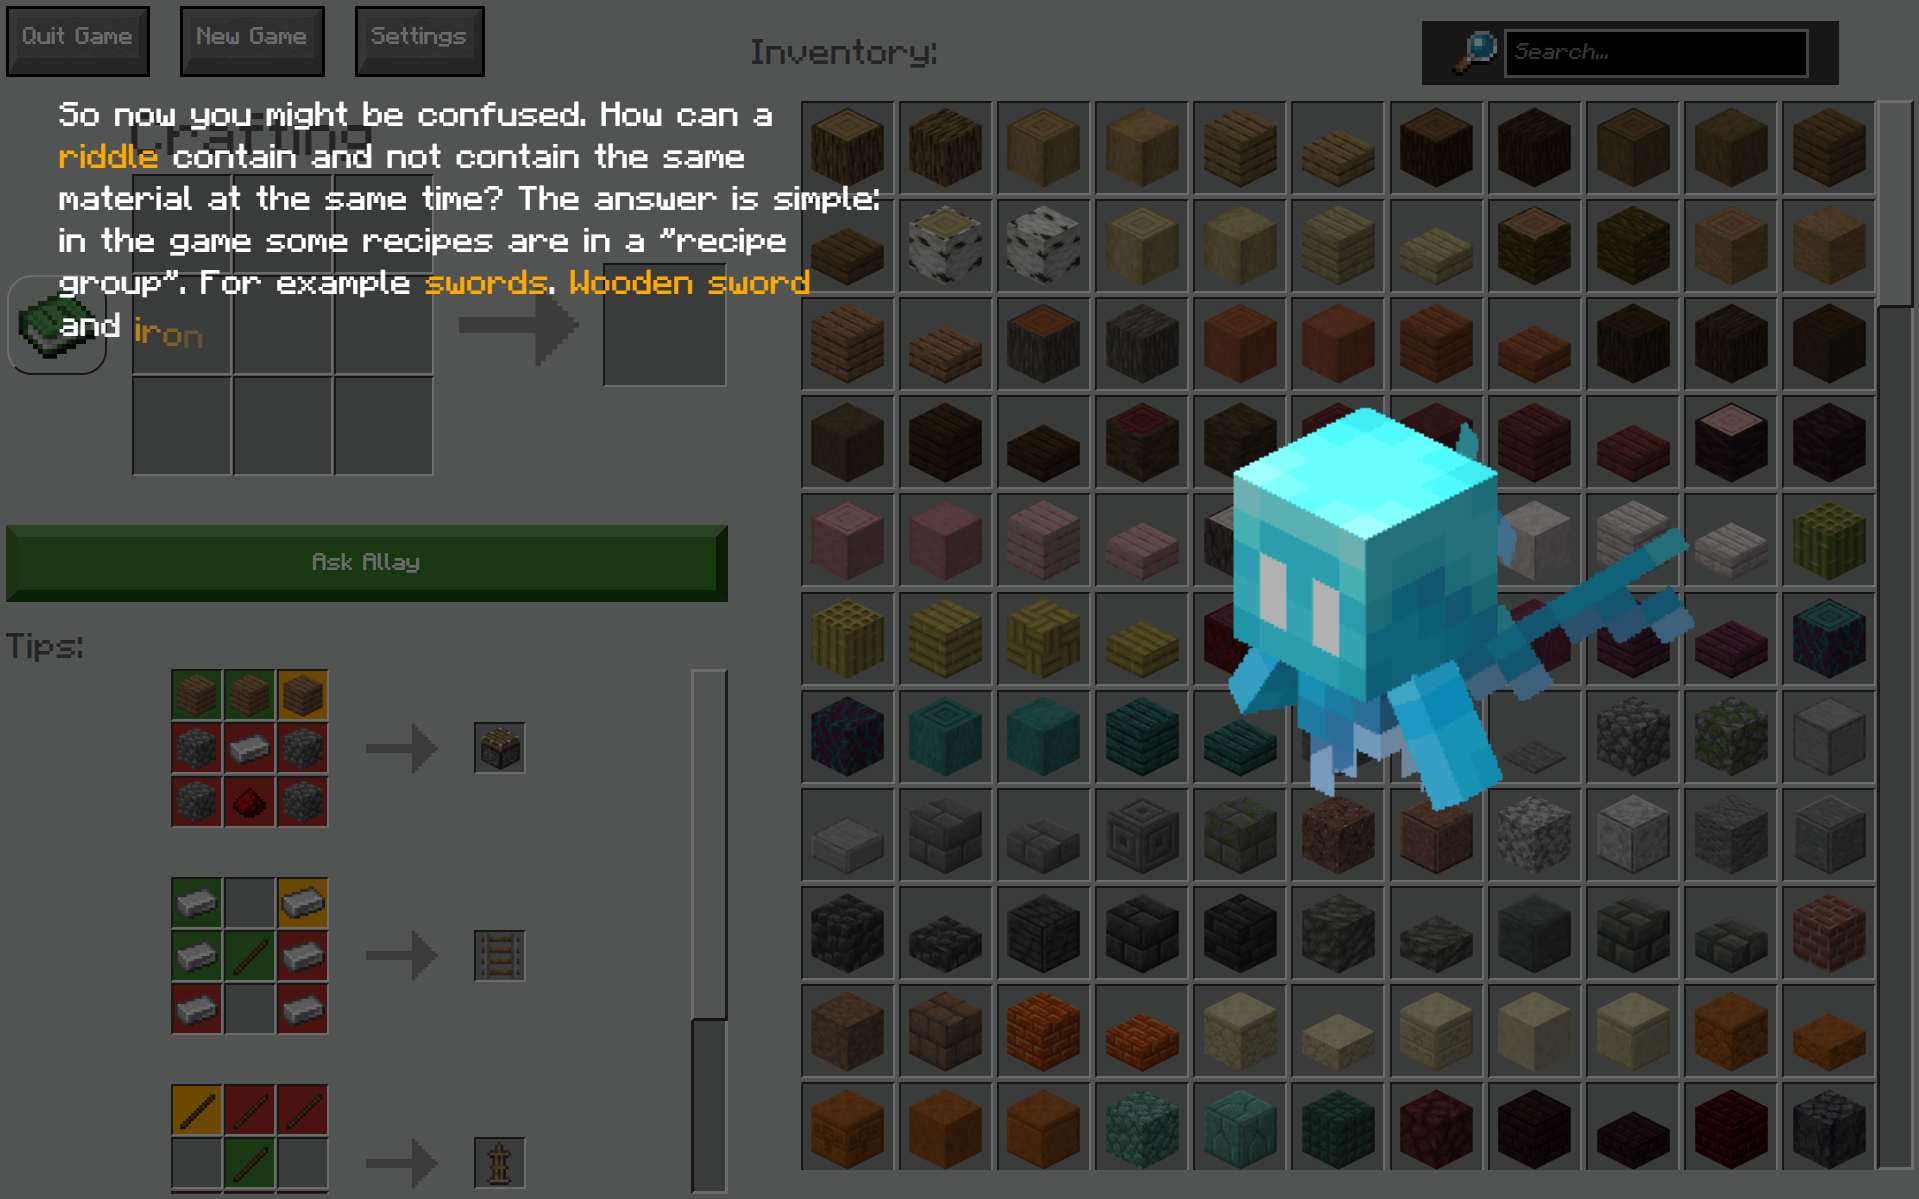 Quit Game
New Game
Settings
Inventory:
Search...
Crafting
So now you might be confused. How can a
riddle contain and not contain the same
material at the same time? The answer is simple:
in the game some recipes are in a "recipe
group". For example swords. Wooden sword
and iron
Ask Allay
Tips: